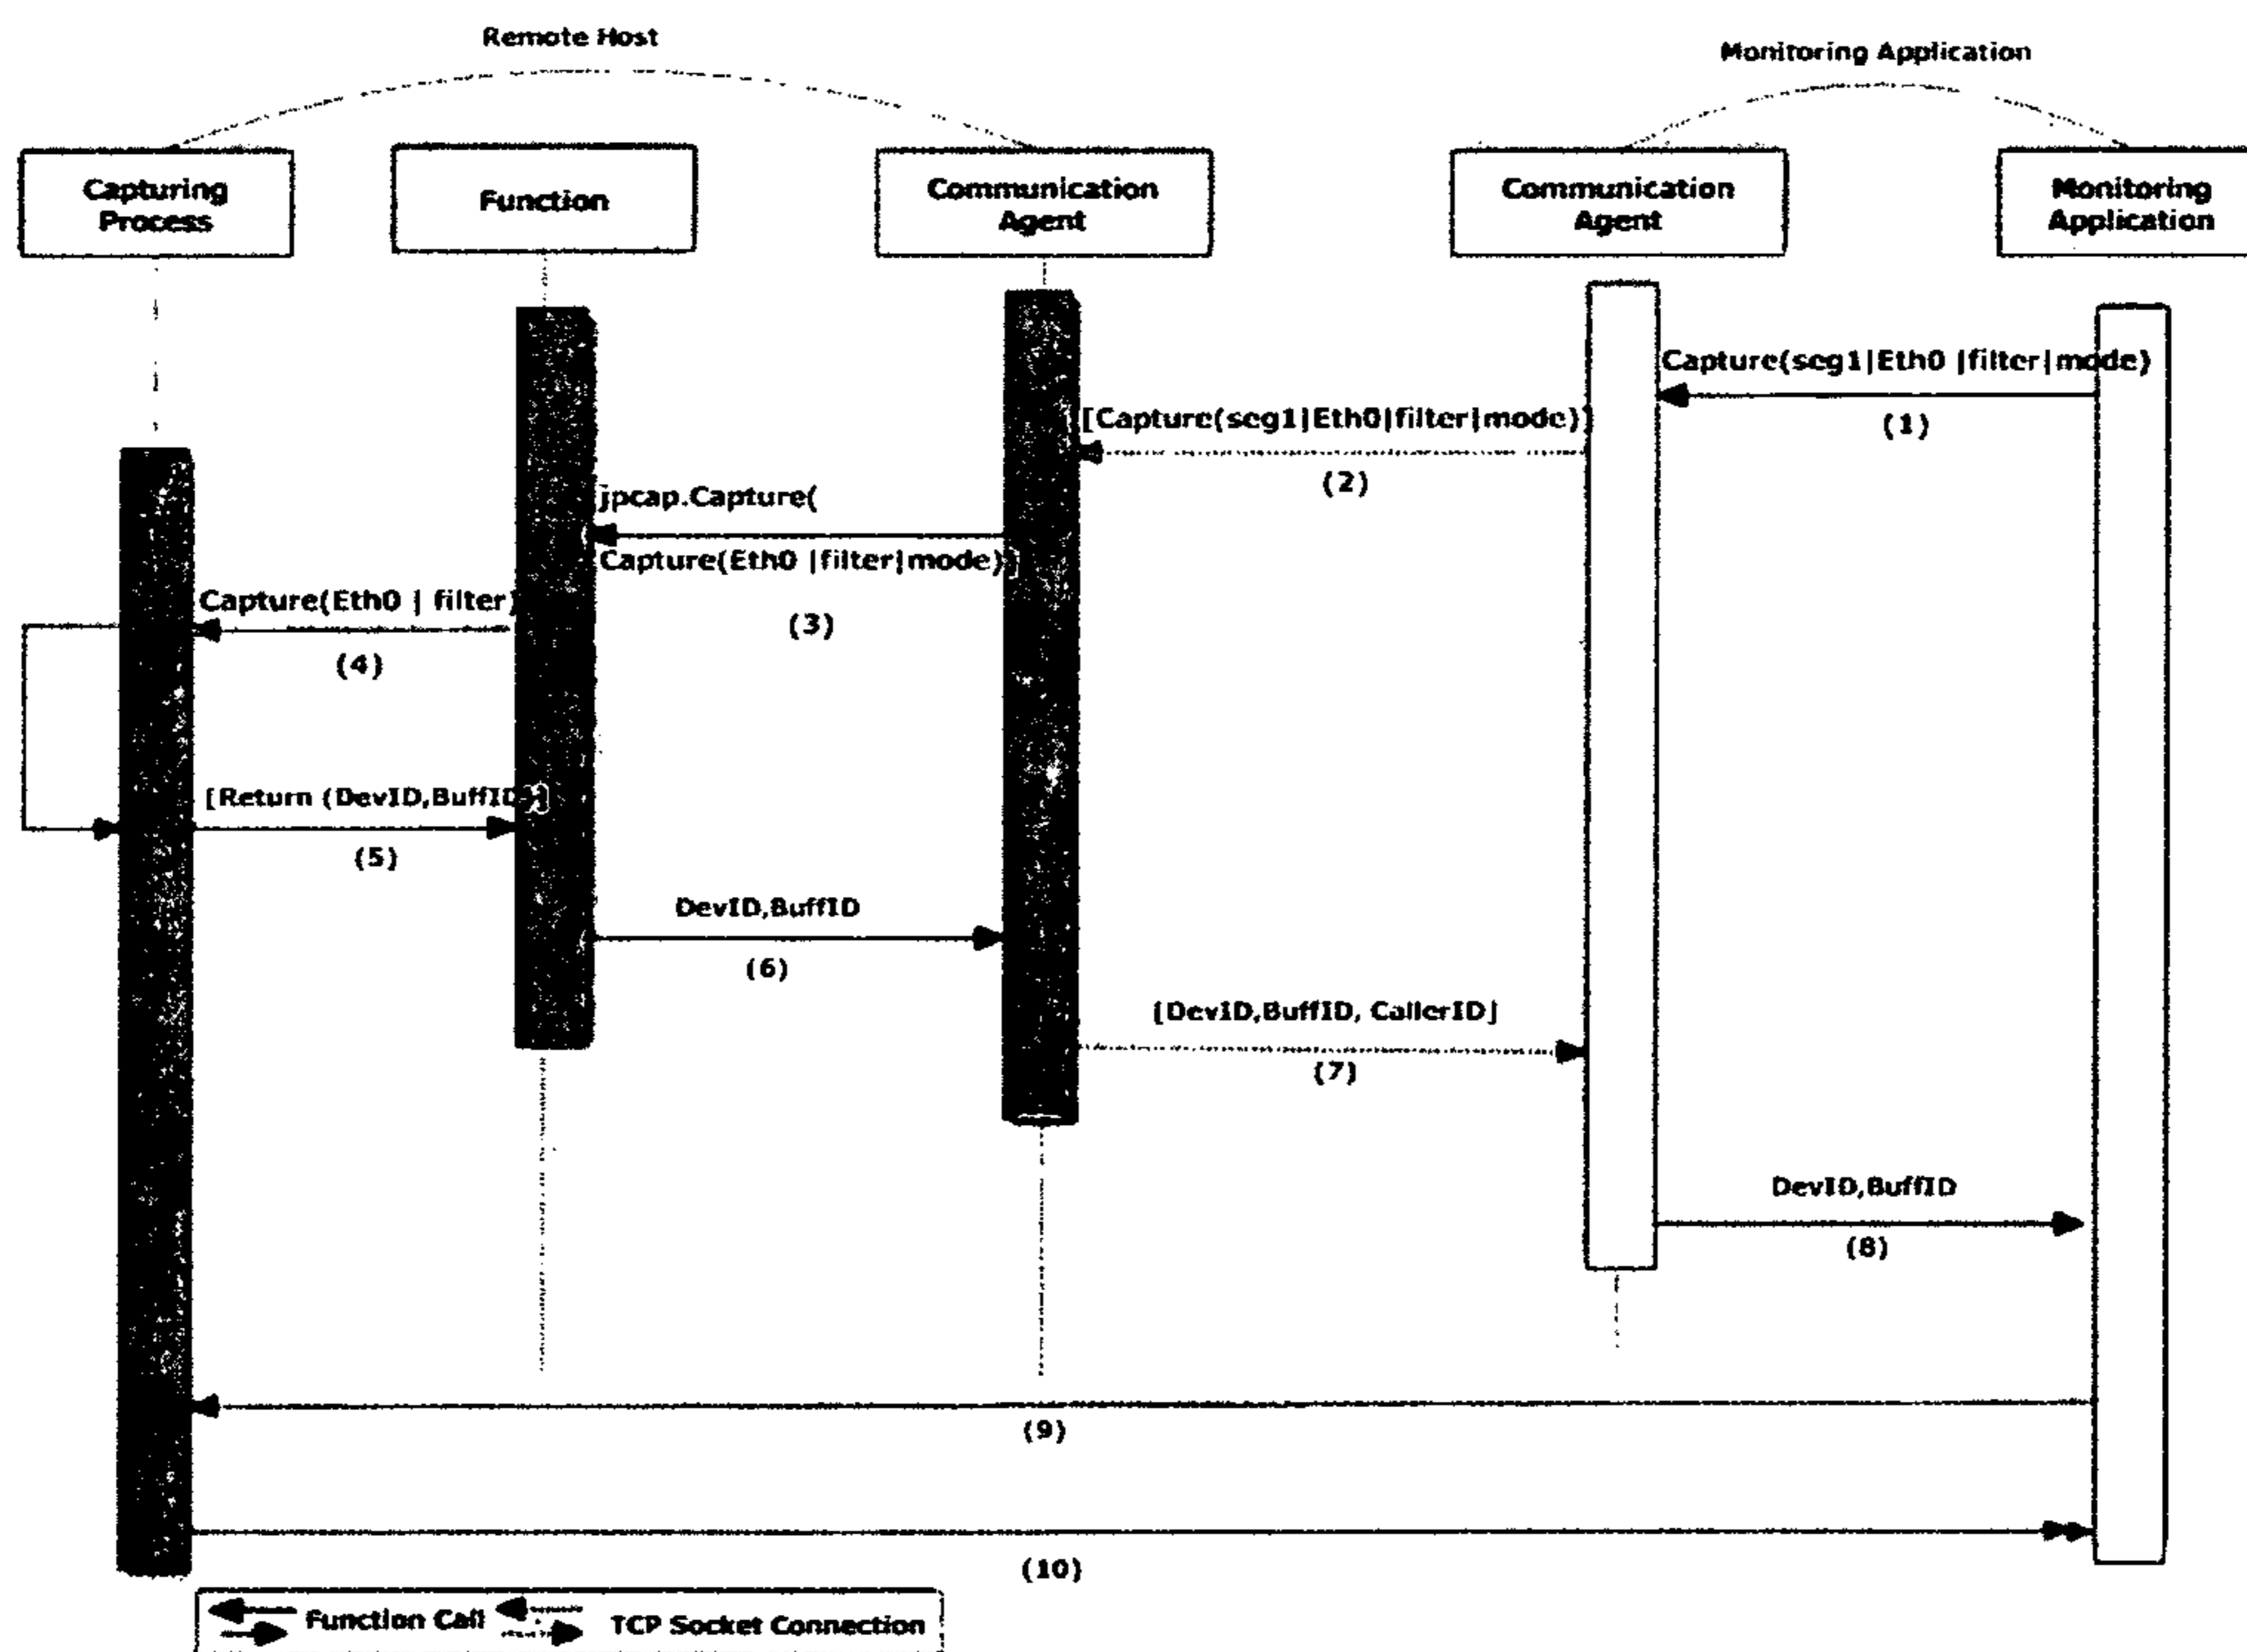 Remote Host
Monitoring Application
Capturing
Process
Function
Communication
Agent
Communication
Agent
Monitoring
Application
Capture(seg1|Eth0 |filter|mode)
(1)
[Capture(seg1|Eth0|filter|mode)]
(2)
jpcap.Capture(
Capture(Eth0 |filter|mode))
(3)
Capture(Eth0 | filter)
(4)
[Return (DevID,BuffID)]
(5)
DevID,BuffID
(6)
[DevID,BuffID, CallerID]
(7)
DevID,BuffID
(8)
(9)
(10)
Function Call
TCP Socket Connection